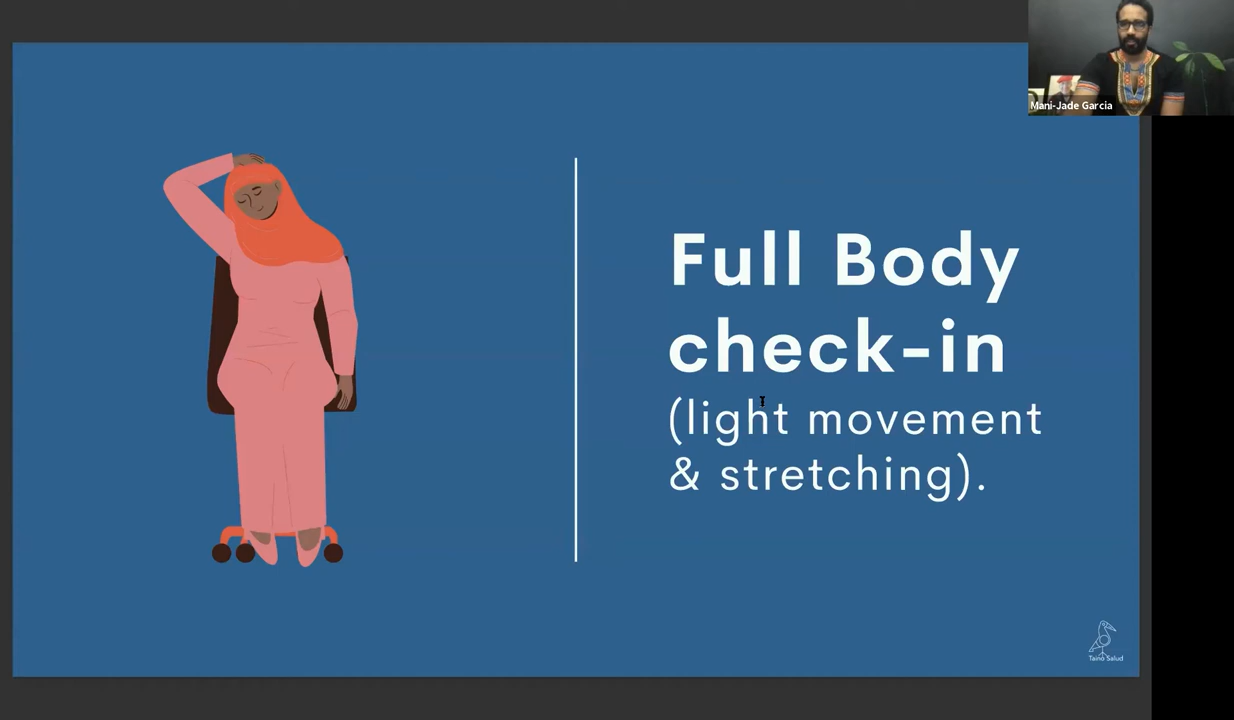 Mani-Jade Garcia
Full Body
check-in
(light movement
& stretching).
Taino Salud